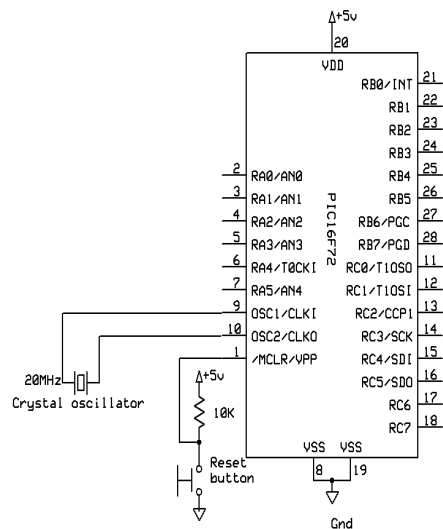 +5v
20
VDD
RB0/INT 21
RB1 22
RB2 23
RB3 24
2 RA0/AN0 RB4 25
3 RA1/AN1 RB5 26
4 RA2/AN2 RB6/PGC 27
5 RA3/AN3 RB7/PGD 28
6 RA4/T0CKI RC0/T1OSO 11
7 RA5/AN4 RC1/T1OSI 12
9 OSC1/CLKI RC2/CCP1 13
10 OSC2/CLKO RC3/SCK 14
1 /MCLR/VPP RC4/SDI 15
RC5/SDO 16
RC6 17
RC7 18
PIC16F72
20MHz
Crystal oscillator
+5v
10K
Reset
button
VSS VSS
8 19
Gnd